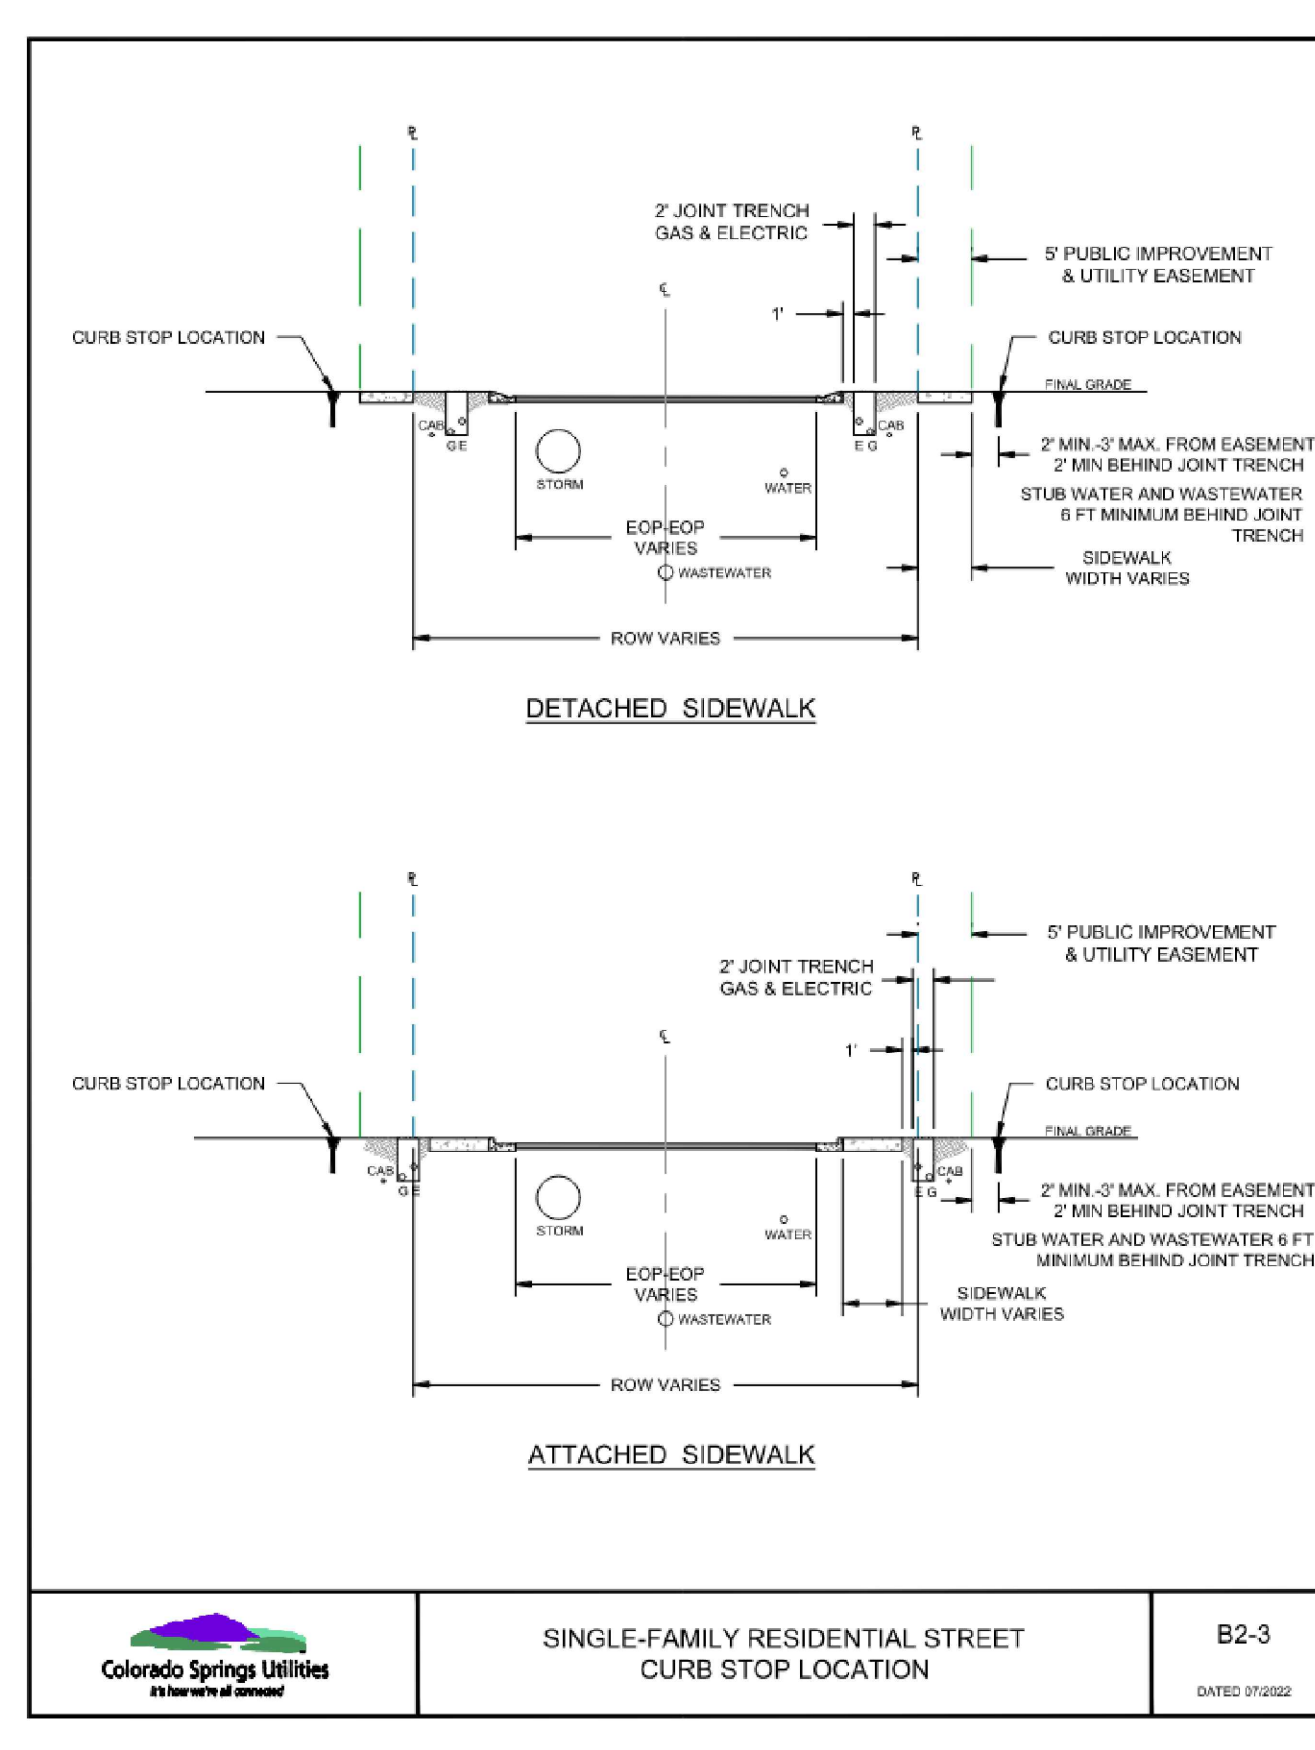 ℄
℄
2' JOINT TRENCH
GAS & ELECTRIC
5' PUBLIC IMPROVEMENT
& UTILITY EASEMENT
℄
1'
CURB STOP LOCATION
CURB STOP LOCATION
FINAL GRADE
CAB
G E
E G
CAB
STORM
WATER
2' MIN.-3' MAX. FROM EASEMENT
2' MIN BEHIND JOINT TRENCH
STUB WATER AND WASTEWATER
6 FT MINIMUM BEHIND JOINT
TRENCH
EOP-EOP
VARIES
WASTEWATER
SIDEWALK
WIDTH VARIES
ROW VARIES
DETACHED SIDEWALK
℄
℄
5' PUBLIC IMPROVEMENT
& UTILITY EASEMENT
2' JOINT TRENCH
GAS & ELECTRIC
℄
1'
CURB STOP LOCATION
CURB STOP LOCATION
FINAL GRADE
CAB
G E
E G
CAB
STORM
WATER
2' MIN.-3' MAX. FROM EASEMENT
2' MIN BEHIND JOINT TRENCH
STUB WATER AND WASTEWATER 6 FT
MINIMUM BEHIND JOINT TRENCH
EOP-EOP
VARIES
SIDEWALK
WIDTH VARIES
WASTEWATER
ROW VARIES
ATTACHED SIDEWALK
Colorado Springs Utilities
It's how we're all connected
SINGLE-FAMILY RESIDENTIAL STREET
CURB STOP LOCATION
B2-3
DATED 07/2022